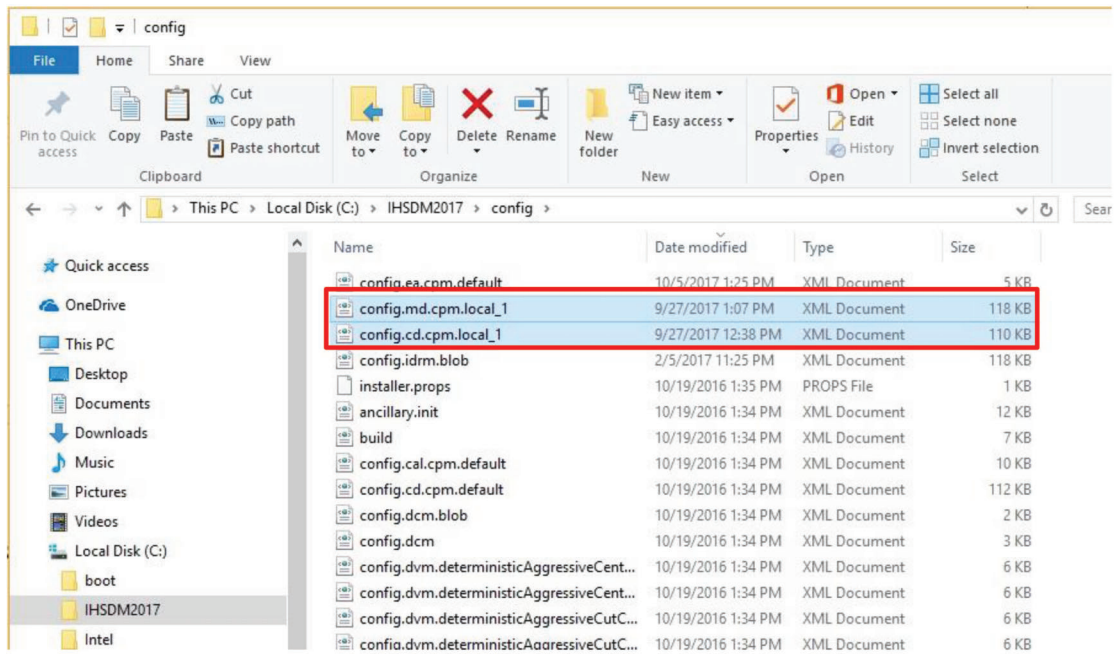 config
File Home Share View
Pin to Quick access
Copy
Paste
Cut
Copy path
Paste shortcut
Clipboard
Move to
Copy to
Delete
Rename
Organize
New folder
New item
Easy access
New
Properties
Open
Edit
History
Open
Select all
Select none
Invert selection
Select
This PC > Local Disk (C:) > IHSDM2017 > config >
Sear
Quick access
OneDrive
This PC
Desktop
Documents
Downloads
Music
Pictures
Videos
Local Disk (C:)
boot
IHSDM2017
Intel
Name Date modified Type Size
config.ea.cpm.default 10/5/2017 1:25 PM XML Document 5 KB
config.md.cpm.local_1 9/27/2017 1:07 PM XML Document 118 KB
config.cd.cpm.local_1 9/27/2017 12:38 PM XML Document 110 KB
config.idrm.blob 2/5/2017 11:25 PM XML Document 118 KB
installer.props 10/19/2016 1:35 PM PROPS File 1 KB
ancillary.init 10/19/2016 1:34 PM XML Document 12 KB
build 10/19/2016 1:34 PM XML Document 7 KB
config.cal.cpm.default 10/19/2016 1:34 PM XML Document 10 KB
config.cd.cpm.default 10/19/2016 1:34 PM XML Document 112 KB
config.dcm.blob 10/19/2016 1:34 PM XML Document 2 KB
config.dcm 10/19/2016 1:34 PM XML Document 3 KB
config.dvm.deterministicAggressiveCent... 10/19/2016 1:34 PM XML Document 6 KB
config.dvm.deterministicAggressiveCent... 10/19/2016 1:34 PM XML Document 6 KB
config.dvm.deterministicAggressiveCutC... 10/19/2016 1:34 PM XML Document 6 KB
config.dvm.deterministicAggressiveCutC... 10/19/2016 1:34 PM XML Document 6 KB